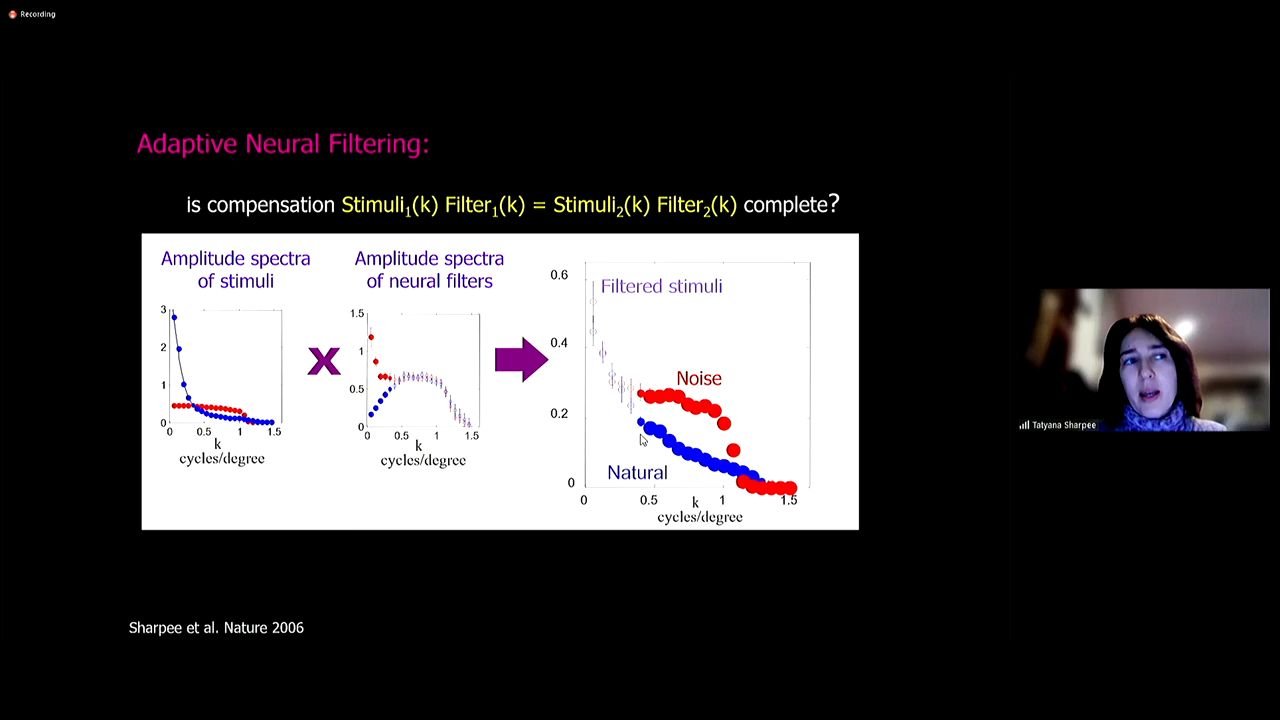 Recording
Adaptive Neural Filtering:
is compensation Stimuli₁(k) Filter₁(k) = Stimuli₂(k) Filter₂(k) complete?
Amplitude spectra
of stimuli
3
2
1
0
0 0.5 1 1.5
k
cycles/degree
X
Amplitude spectra
of neural filters
1.5
1
0.5
0
0 0.5 1 1.5
k
cycles/degree
Filtered stimuli
0.6
0.4
0.2
0
Noise
Natural
0 0.5 1 1.5
k
cycles/degree
Tatyana Sharpee
Sharpee et al. Nature 2006